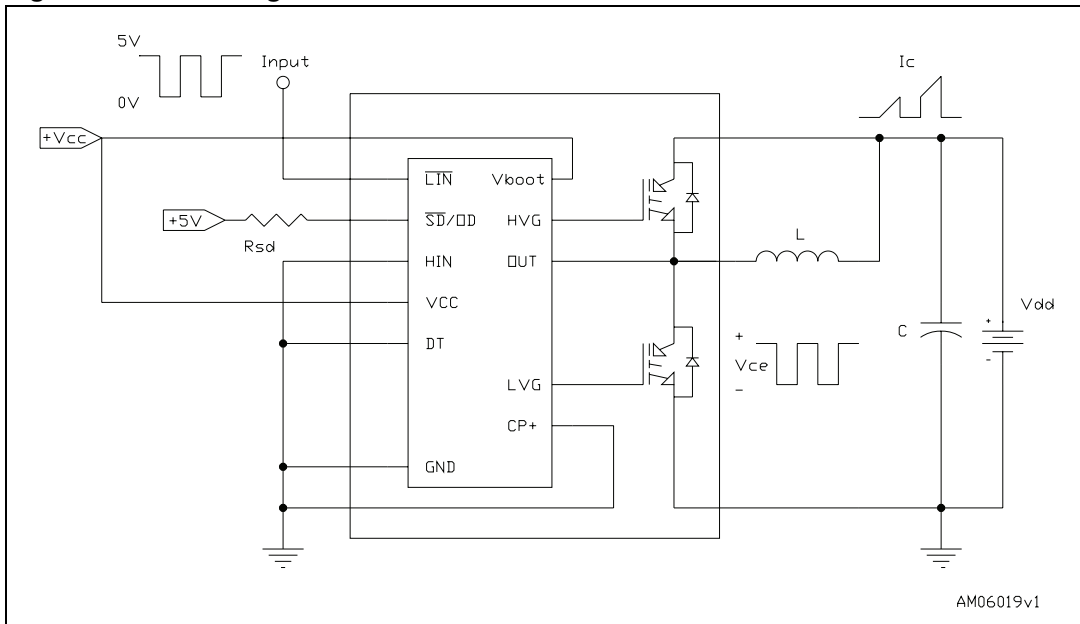 5V
0V
Input
Ic
+Vcc
+5V
Rsd
LIN
SD/OD
HIN
VCC
DT
GND
Vboot
HVG
OUT
LVG
CP+
L
+
Vce
-
C
+
-
Vdd
AM06019v1